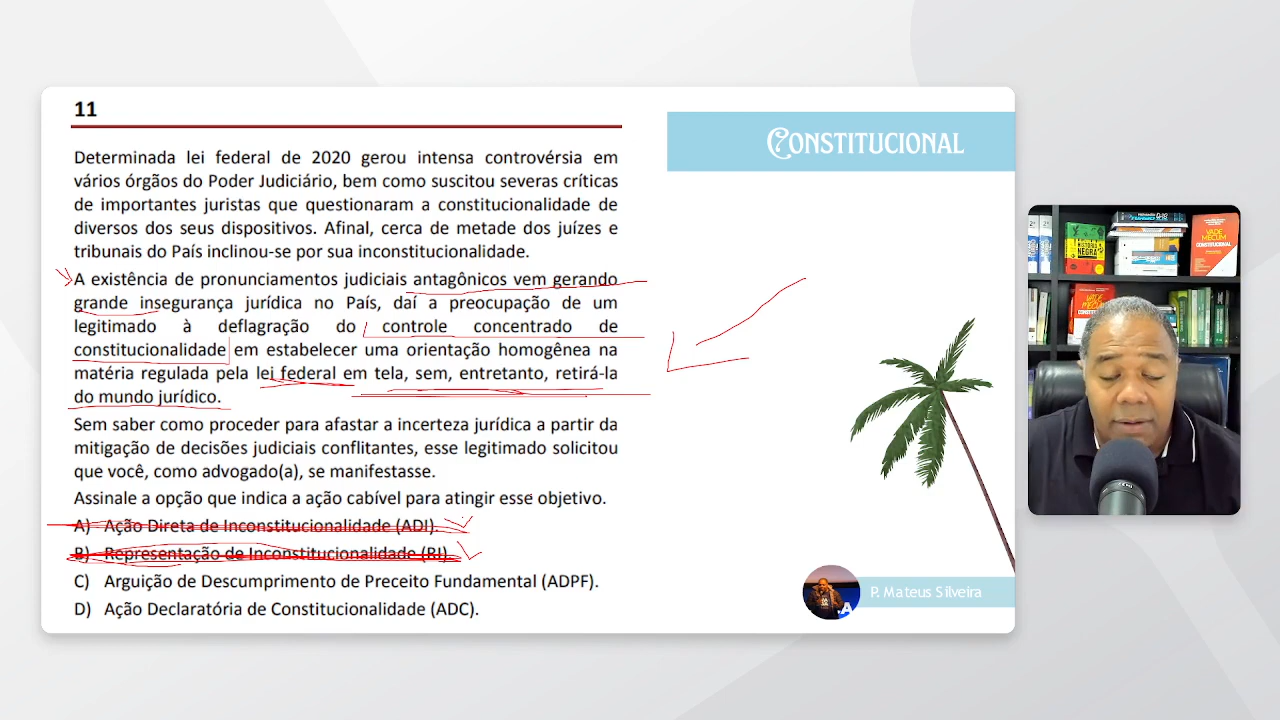 11
CONSTITUCIONAL
Determinada lei federal de 2020 gerou intensa controvérsia em
vários órgãos do Poder Judiciário, bem como suscitou severas críticas
de importantes juristas que questionaram a constitucionalidade de
diversos dos seus dispositivos. Afinal, cerca de metade dos juízes e
tribunais do País inclinou-se por sua inconstitucionalidade.
A existência de pronunciamentos judiciais antagônicos vem gerando
grande insegurança jurídica no País, daí a preocupação de um
legitimado à deflagração do controle concentrado de
constitucionalidade em estabelecer uma orientação homogênea na
matéria regulada pela lei federal em tela, sem, entretanto, retirá-la
do mundo jurídico.
Sem saber como proceder para afastar a incerteza jurídica a partir da
mitigação de decisões judiciais conflitantes, esse legitimado solicitou
que você, como advogado(a), se manifestasse.
Assinale a opção que indica a ação cabível para atingir esse objetivo.
A) Ação Direta de Inconstitucionalidade (ADI).
B) Representação de Inconstitucionalidade (RI).
C) Arguição de Descumprimento de Preceito Fundamental (ADPF).
D) Ação Declaratória de Constitucionalidade (ADC).
P. Mateus Silveira
VADE
MECUM
CONSTITUCIONAL
NEGRA
VADE
MECUM